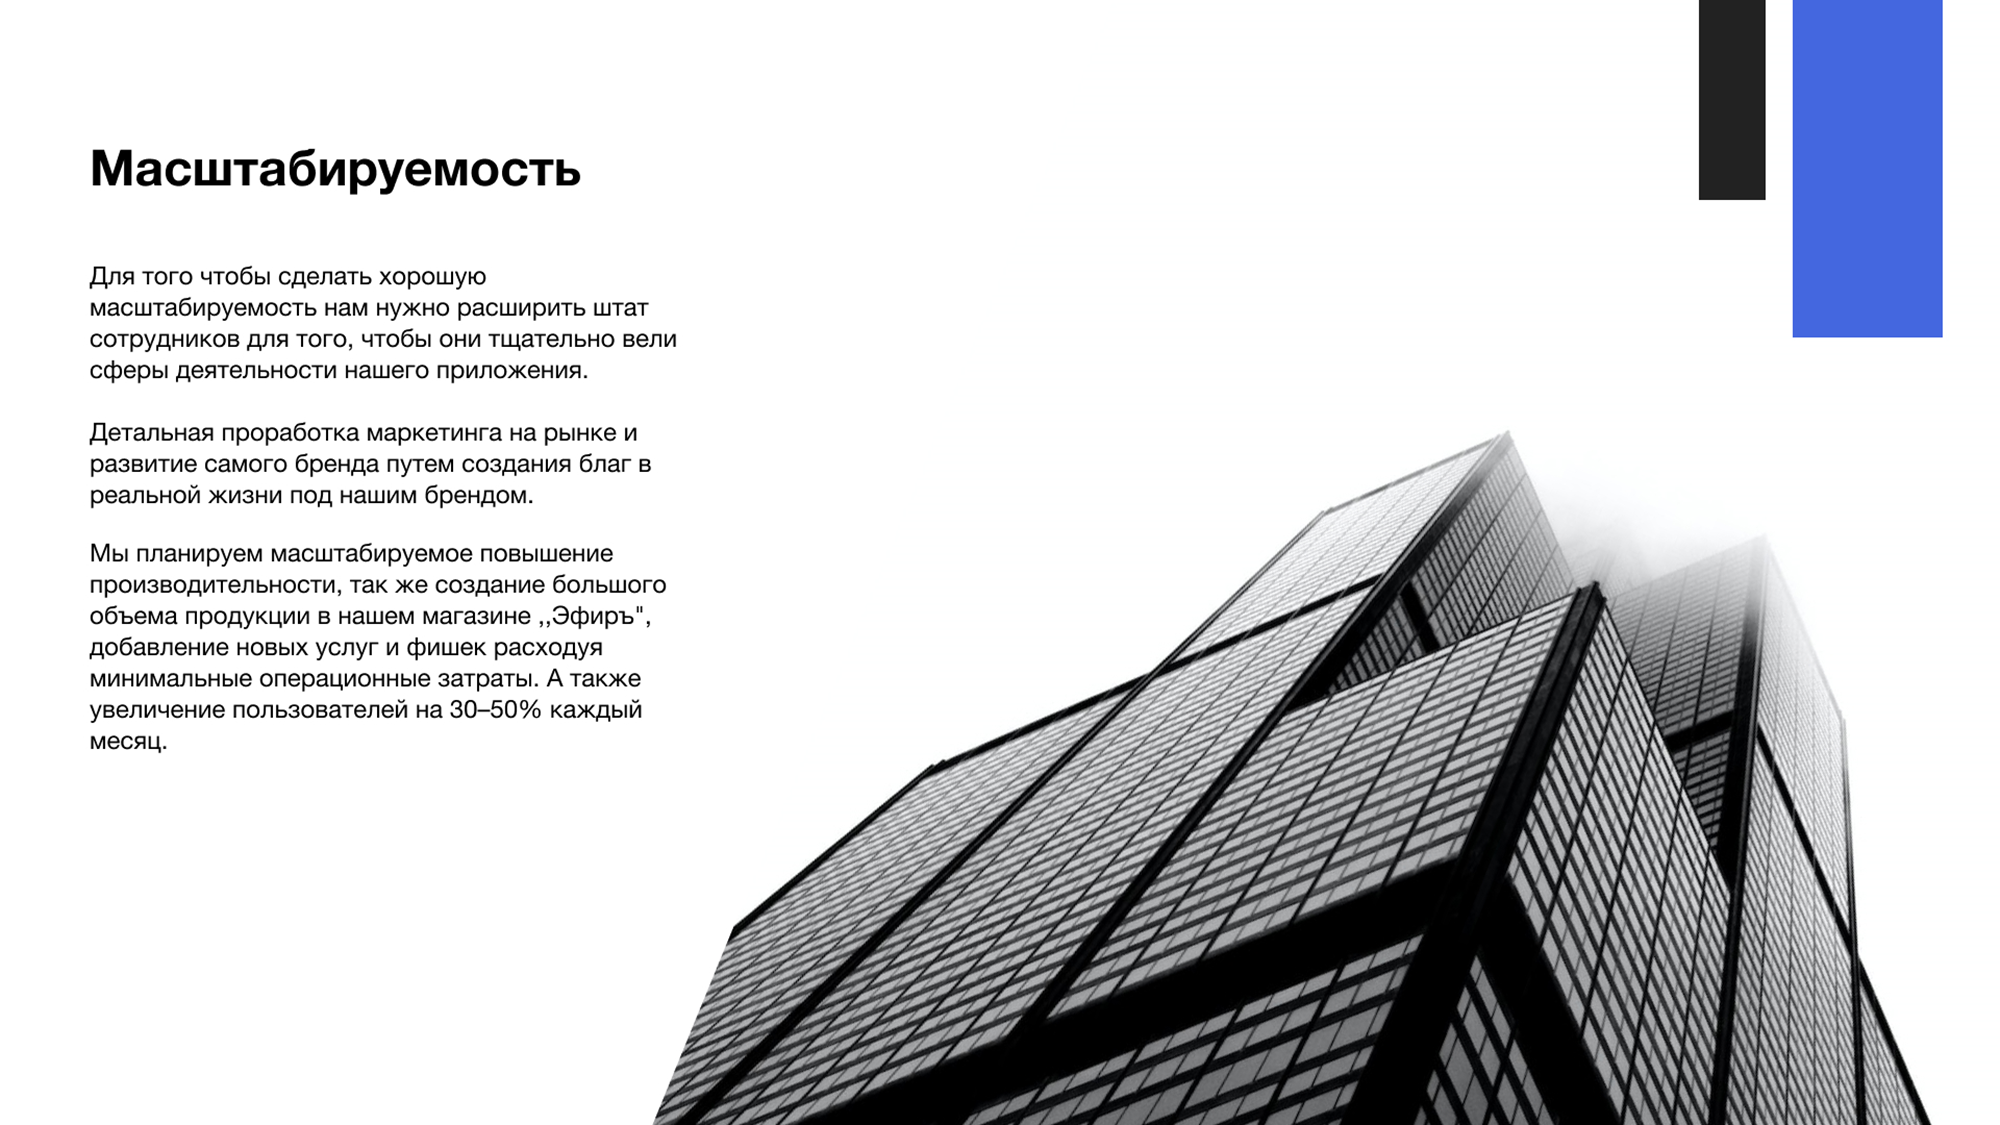 Масштабируемость
Для того чтобы сделать хорошую
масштабируемость нам нужно расширить штат
сотрудников для того, чтобы они тщательно вели
сферы деятельности нашего приложения.
Детальная проработка маркетинга на рынке и
развитие самого бренда путем создания благ в
реальной жизни под нашим брендом.
Мы планируем масштабируемое повышение
производительности, так же создание большого
объема продукции в нашем магазине ,,Эфиръ",
добавление новых услуг и фишек расходуя
минимальные операционные затраты. А также
увеличение пользователей на 30–50% каждый
месяц.